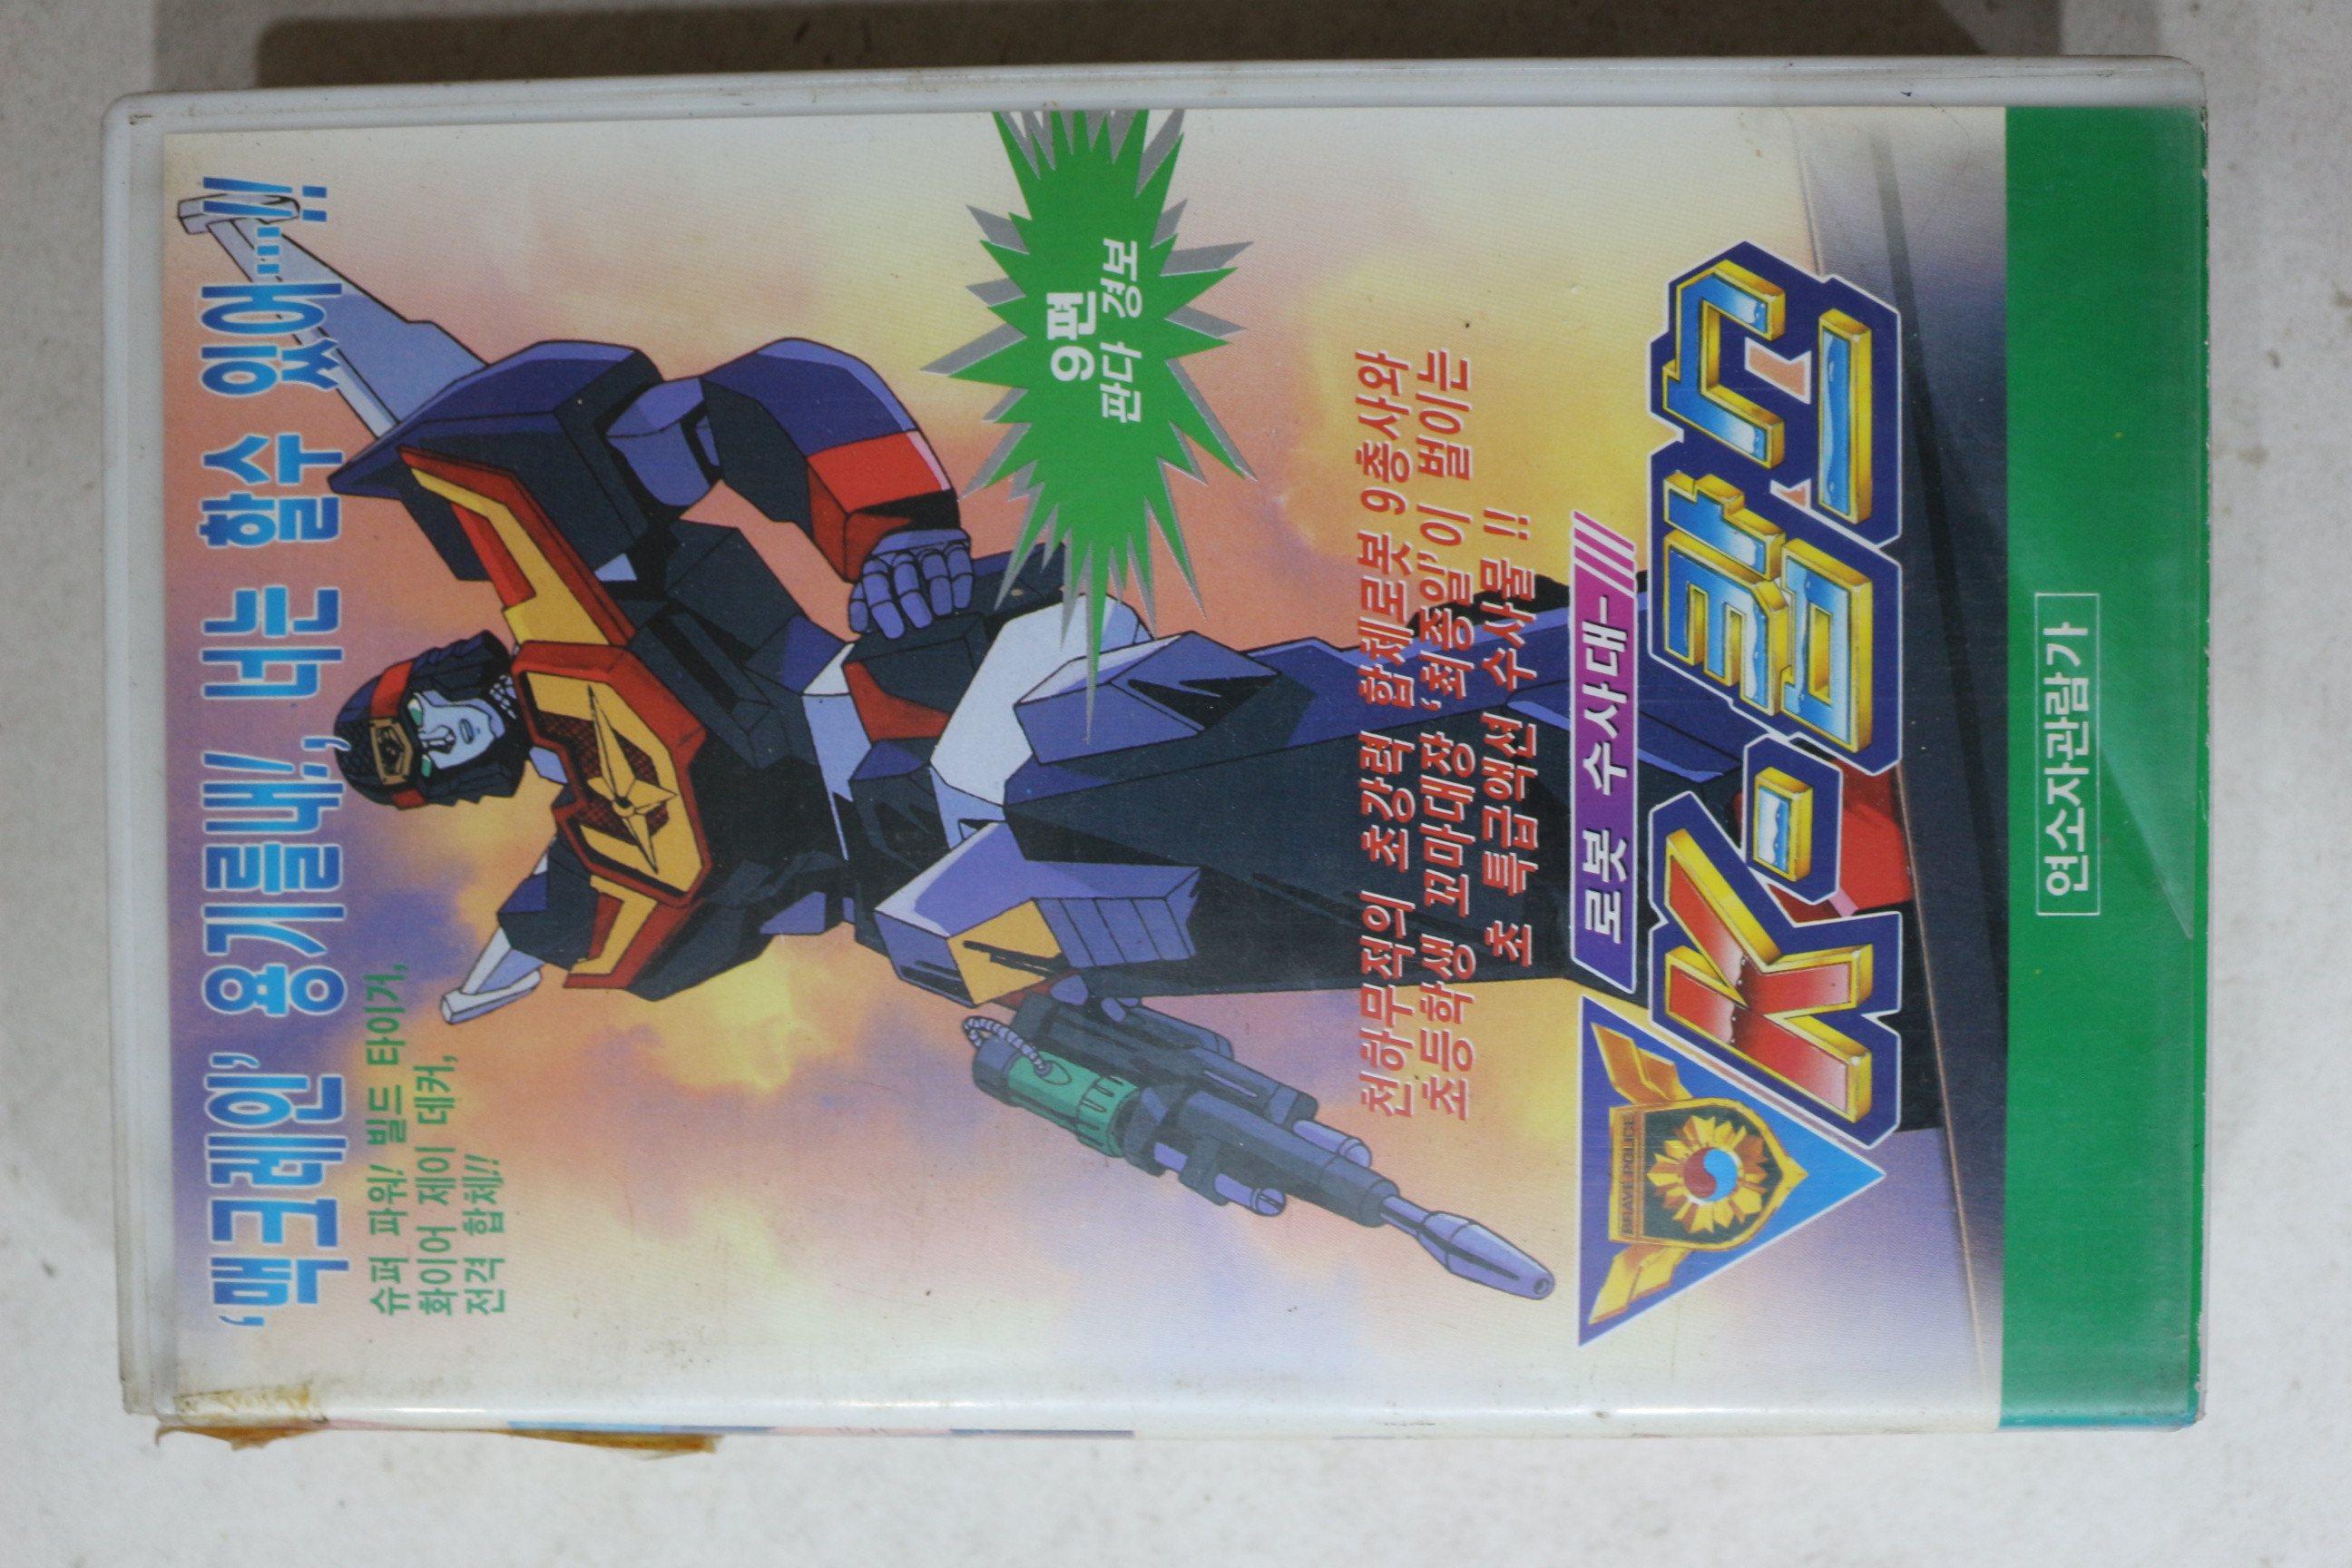 '맥크레인' 용기를내!, 너는 할수 있어...!!
슈퍼 파워! 빌드 타이거,
화이어 제이 데커,
전격 합체!!
9편
판다 경보
천하무적의 초강력 합체로봇 9총사와
초등학생 꼬마대장 '최종일'이 벌이는
초 특급액션 수사물 !!
로봇 수사대
K.캅스
BRAVE POLICE
연소자관람가